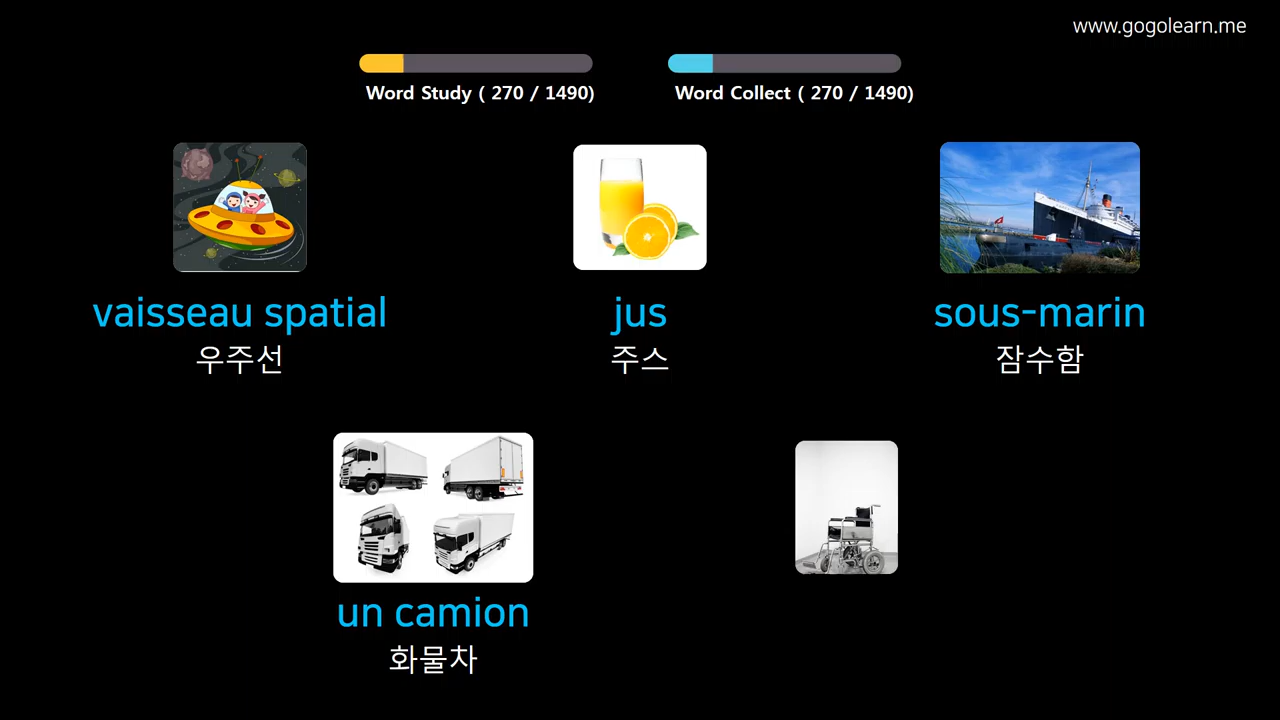 www.gogolearn.me
Word Study ( 270 / 1490)
Word Collect ( 270 / 1490)
vaisseau spatial
우주선
jus
주스
sous-marin
잠수함
un camion
화물차